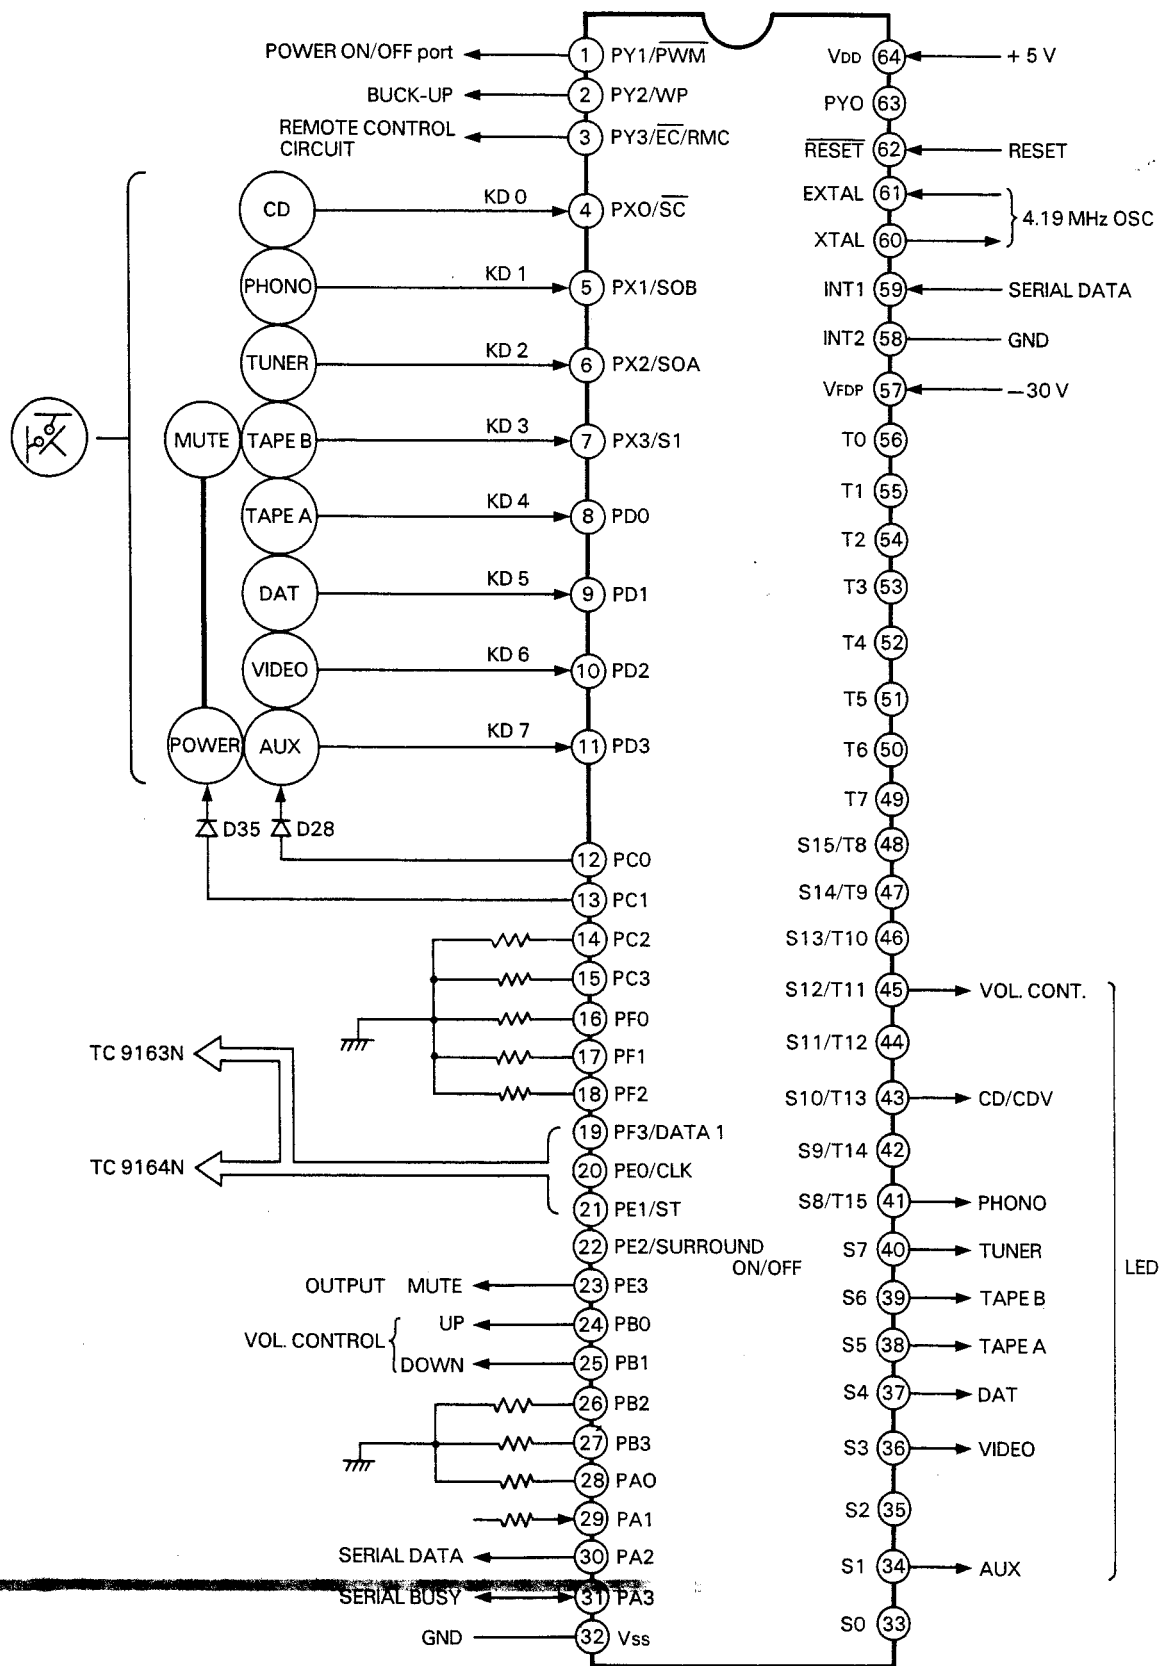 POWER ON/OFF port 1 PY1/PWM
BUCK-UP 2 PY2/WP
REMOTE CONTROL CIRCUIT 3 PY3/EC/RMC
CD KD 0 4 PX0/SC
PHONO KD 1 5 PX1/SOB
TUNER KD 2 6 PX2/SOA
MUTE TAPE B KD 3 7 PX3/S1
TAPE A KD 4 8 PD0
DAT KD 5 9 PD1
VIDEO KD 6 10 PD2
POWER AUX KD 7 11 PD3
D35 D28
12 PC0
13 PC1
14 PC2
15 PC3
16 PF0
17 PF1
18 PF2
TC 9163N
TC 9164N
19 PF3/DATA 1
20 PE0/CLK
21 PE1/ST
22 PE2/SURROUND
ON/OFF
OUTPUT MUTE 23 PE3
VOL. CONTROL
UP 24 PB0
DOWN 25 PB1
26 PB2
27 PB3
28 PA0
29 PA1
SERIAL DATA 30 PA2
SERIAL BUSY 31 PA3
GND 32 Vss
VDD 64 +5 V
PYO 63
RESET 62 RESET
EXTAL 61
XTAL 60
4.19 MHz OSC
INT1 59 SERIAL DATA
INT2 58 GND
VFDP 57 −30 V
T0 56
T1 55
T2 54
T3 53
T4 52
T5 51
T6 50
T7 49
S15/T8 48
S14/T9 47
S13/T10 46
S12/T11 45 VOL. CONT.
S11/T12 44
S10/T13 43 CD/CDV
S9/T14 42
S8/T15 41 PHONO
S7 40 TUNER
S6 39 TAPE B
S5 38 TAPE A
S4 37 DAT
S3 36 VIDEO
S2 35
S1 34 AUX
S0 33
LED